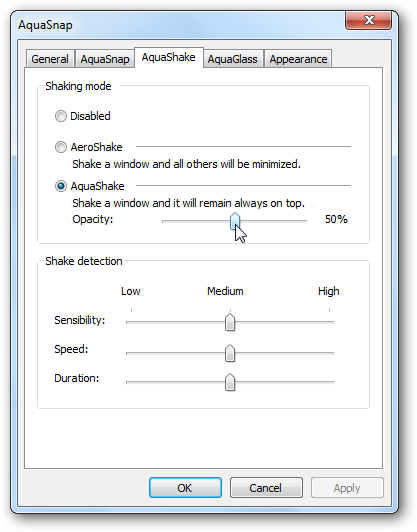 AquaSnap
General AquaSnap AquaShake AquaGlass Appearance
Shaking mode
Disabled
AeroShake
Shake a window and all others will be minimized.
AquaShake
Shake a window and it will remain always on top.
Opacity: 50%
Shake detection
Low Medium High
Sensibility:
Speed:
Duration:
OK Cancel Apply